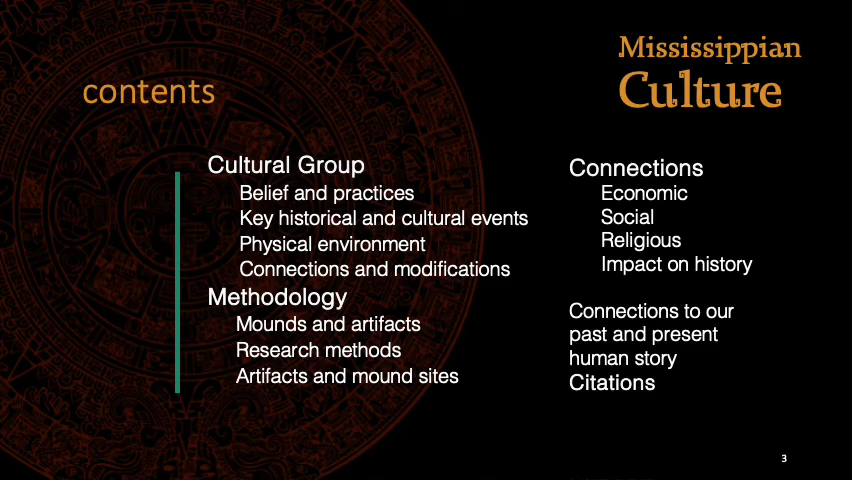 Mississippian
Culture
contents
Cultural Group
Belief and practices
Key historical and cultural events
Physical environment
Connections and modifications
Methodology
Mounds and artifacts
Research methods
Artifacts and mound sites
Connections
Economic
Social
Religious
Impact on history
Connections to our
past and present
human story
Citations
3